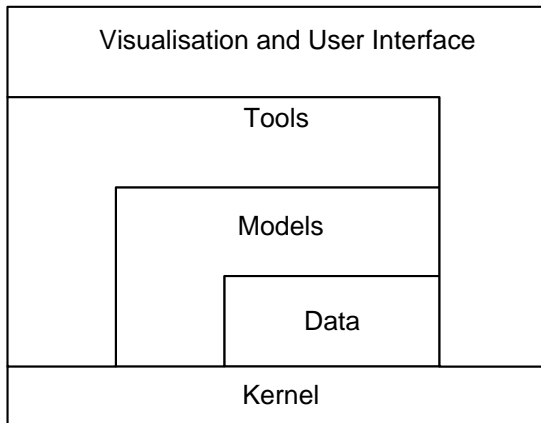 Visualisation and User Interface
Tools
Models
Data
Kernel